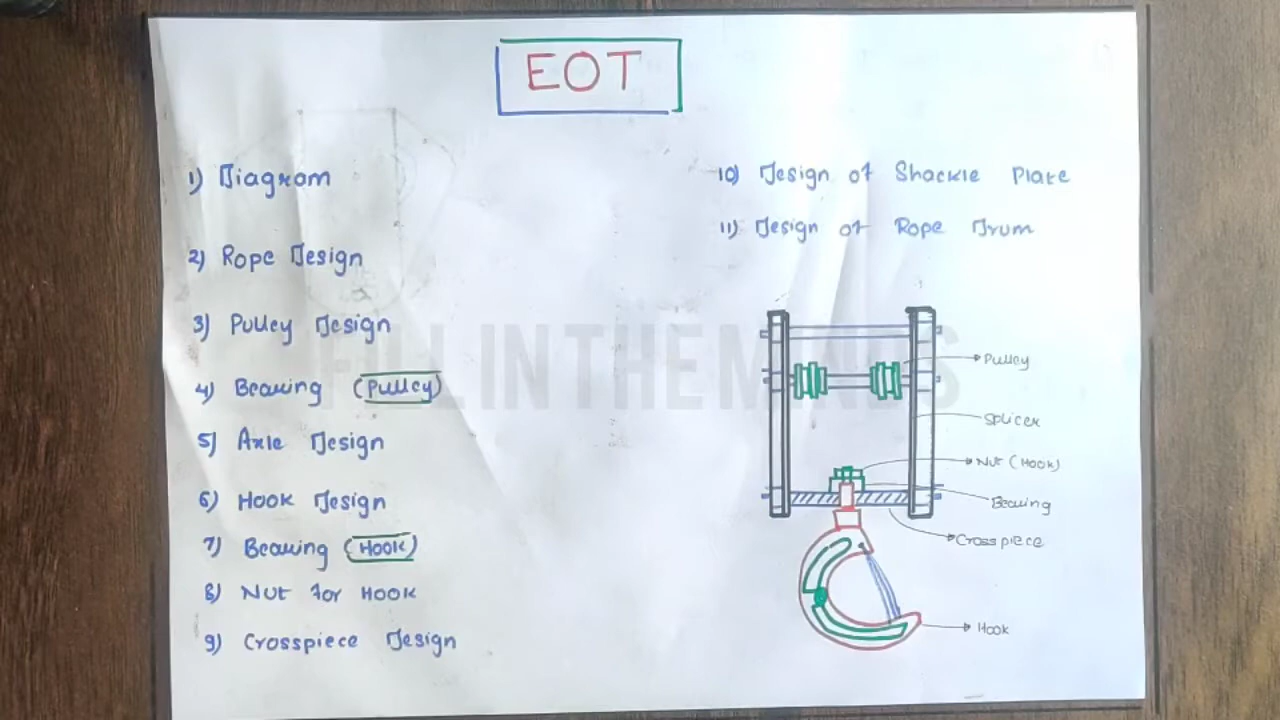 EOT
1) Diagram
2) Rope Design
3) Pulley Design
4) Bearing (Pulley)
5) Axle Design
6) Hook Design
7) Bearing (Hook)
8) Nut for Hook
9) Crosspiece Design
10) Design of Shackle Plate
11) Design of Rope Drum
Pulley
Splicer
Nut (Hook)
Bearing
Crosspiece
Hook
FILLINTHEMINDS